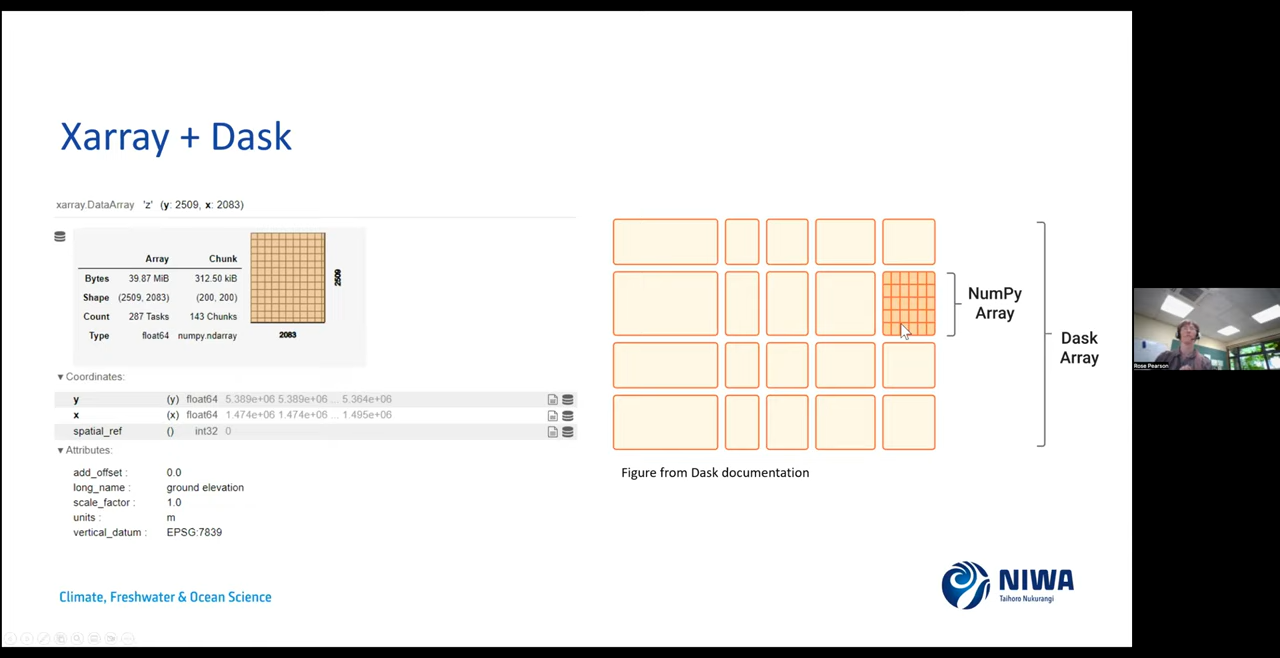 Xarray + Dask
xarray.DataArray 'z' (y: 2509, x: 2083)
Array Chunk
Bytes 39.87 MiB 312.50 kiB
Shape (2509, 2083) (200, 200)
Count 287 Tasks 143 Chunks
Type float64 numpy.ndarray
2509
2083
▼ Coordinates:
y (y) float64 5.389e+06 5.389e+06 ... 5.364e+06
x (x) float64 1.474e+06 1.474e+06 ... 1.495e+06
spatial_ref () int32 0
▼ Attributes:
add_offset : 0.0
long_name : ground elevation
scale_factor : 1.0
units : m
vertical_datum : EPSG:7839
NumPy
Array
Dask
Array
Figure from Dask documentation
Climate, Freshwater & Ocean Science
NIWA
Taihoro Nukurangi
Rose Pearson